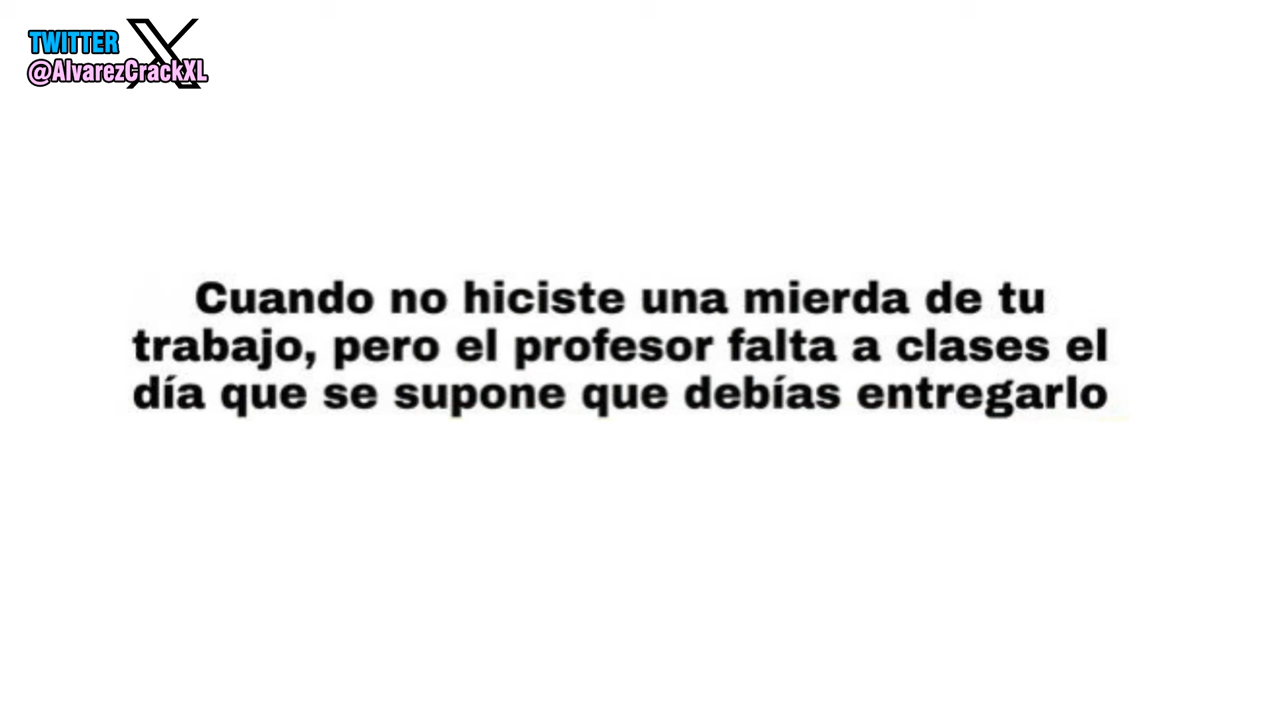 TWITTER
@AlvarezCrackXL
Cuando no hiciste una mierda de tu
trabajo, pero el profesor falta a clases el
día que se supone que debías entregarlo